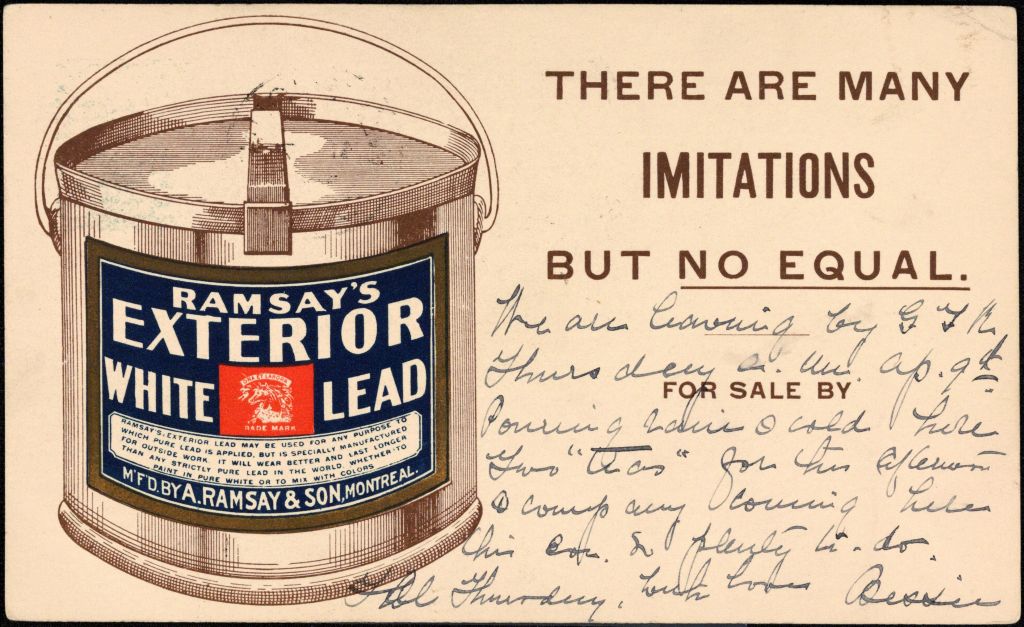 THERE ARE MANY
IMITATIONS
BUT NO EQUAL.
FOR SALE BY
RAMSAY'S
EXTERIOR
WHITE LEAD
TRADE MARK
RAMSAY'S, EXTERIOR LEAD MAY BE USED FOR ANY PURPOSE TO
WHICH PURE LEAD IS APPLIED, BUT IS SPECIALLY MANUFACTURED
FOR OUTSIDE WORK. IT WILL WEAR BETTER AND LAST LONGER
THAN ANY STRICTLY PURE LEAD IN THE WORLD. WHETHER TO
PAINT IN PURE WHITE OR TO MIX WITH COLORS
M'F'D. BY A. RAMSAY & SON, MONTREAL.
We are leaving by G T R
Thursday a. m. ap. 9th
Pouring rain & cold here
Two "teas" for this afternoon
& company coming here
this eve. So plenty to do.
Till Thursday, with love Bessie